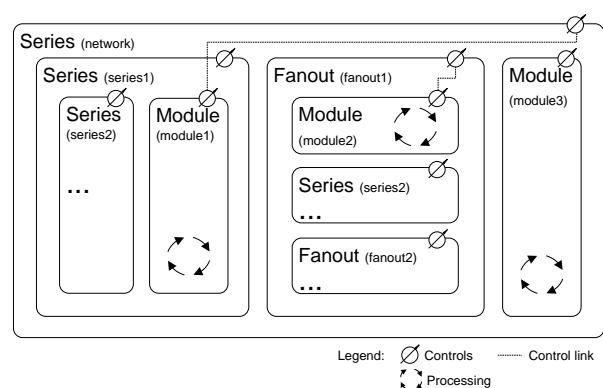 Series (network)
Series (series1)
Series
(series2)
...
Module
(module1)
Fanout (fanout1)
Module
(module2)
Series (series2)
...
Fanout (fanout2)
...
Module
(module3)
Legend: Controls Control link
Processing